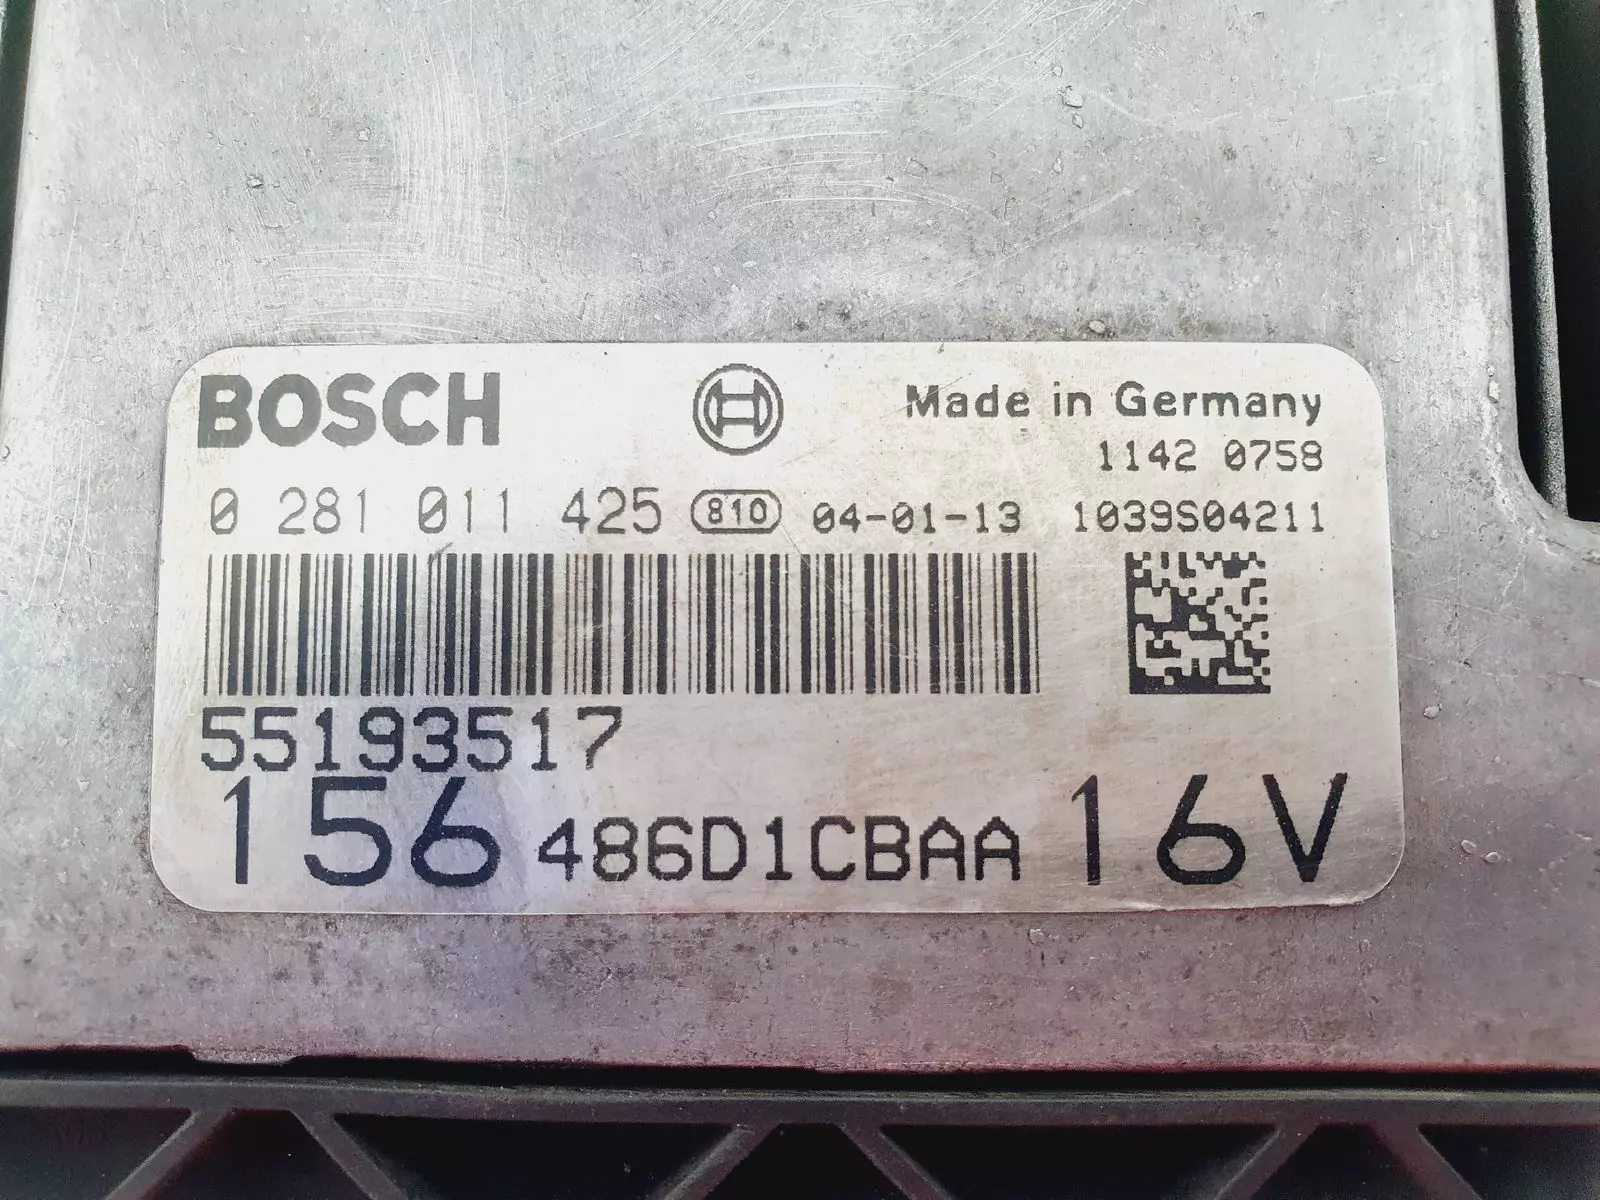 BOSCH Made in Germany
1142 0758
0 281 011 425 810 04-01-13 1039S04211
55193517
156 486D1CBAA 16V